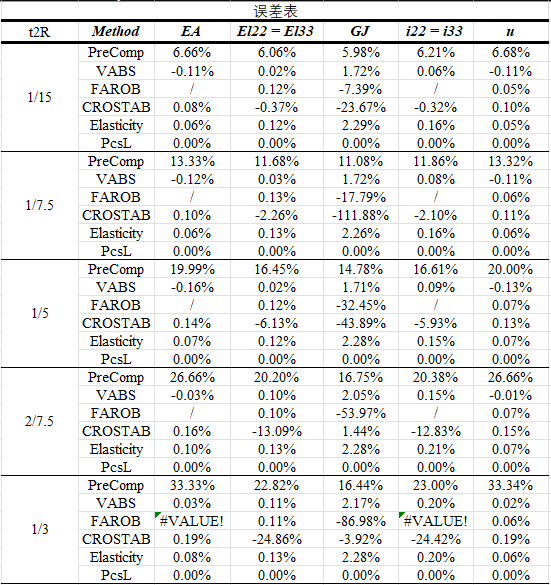 误差表
t2R Method EA EI22 = EI33 GJ i22 = i33 u
1/15
PreComp 6.66% 6.06% 5.98% 6.21% 6.68%
VABS -0.11% 0.02% 1.72% 0.06% -0.11%
FAROB / 0.12% -7.39% / 0.05%
CROSTAB 0.08% -0.37% -23.67% -0.32% 0.10%
Elasticity 0.06% 0.12% 2.29% 0.16% 0.05%
PcsL 0.00% 0.00% 0.00% 0.00% 0.00%
1/7.5
PreComp 13.33% 11.68% 11.08% 11.86% 13.32%
VABS -0.12% 0.03% 1.72% 0.08% -0.11%
FAROB / 0.13% -17.79% / 0.06%
CROSTAB 0.10% -2.26% -111.88% -2.10% 0.11%
Elasticity 0.06% 0.13% 2.26% 0.16% 0.06%
PcsL 0.00% 0.00% 0.00% 0.00% 0.00%
1/5
PreComp 19.99% 16.45% 14.78% 16.61% 20.00%
VABS -0.16% 0.02% 1.71% 0.09% -0.13%
FAROB / 0.12% -32.45% / 0.07%
CROSTAB 0.14% -6.13% -43.89% -5.93% 0.13%
Elasticity 0.07% 0.12% 2.28% 0.15% 0.07%
PcsL 0.00% 0.00% 0.00% 0.00% 0.00%
2/7.5
PreComp 26.66% 20.20% 16.75% 20.38% 26.66%
VABS -0.03% 0.10% 2.05% 0.15% -0.01%
FAROB / 0.10% -53.97% / 0.07%
CROSTAB 0.16% -13.09% 1.44% -12.83% 0.15%
Elasticity 0.10% 0.13% 2.28% 0.21% 0.07%
PcsL 0.00% 0.00% 0.00% 0.00% 0.00%
1/3
PreComp 33.33% 22.82% 16.44% 23.00% 33.34%
VABS 0.03% 0.11% 2.17% 0.20% 0.02%
FAROB #VALUE! 0.11% -86.98% #VALUE! 0.06%
CROSTAB 0.19% -24.86% -3.92% -24.42% 0.19%
Elasticity 0.08% 0.13% 2.28% 0.20% 0.06%
PcsL 0.00% 0.00% 0.00% 0.00% 0.00%